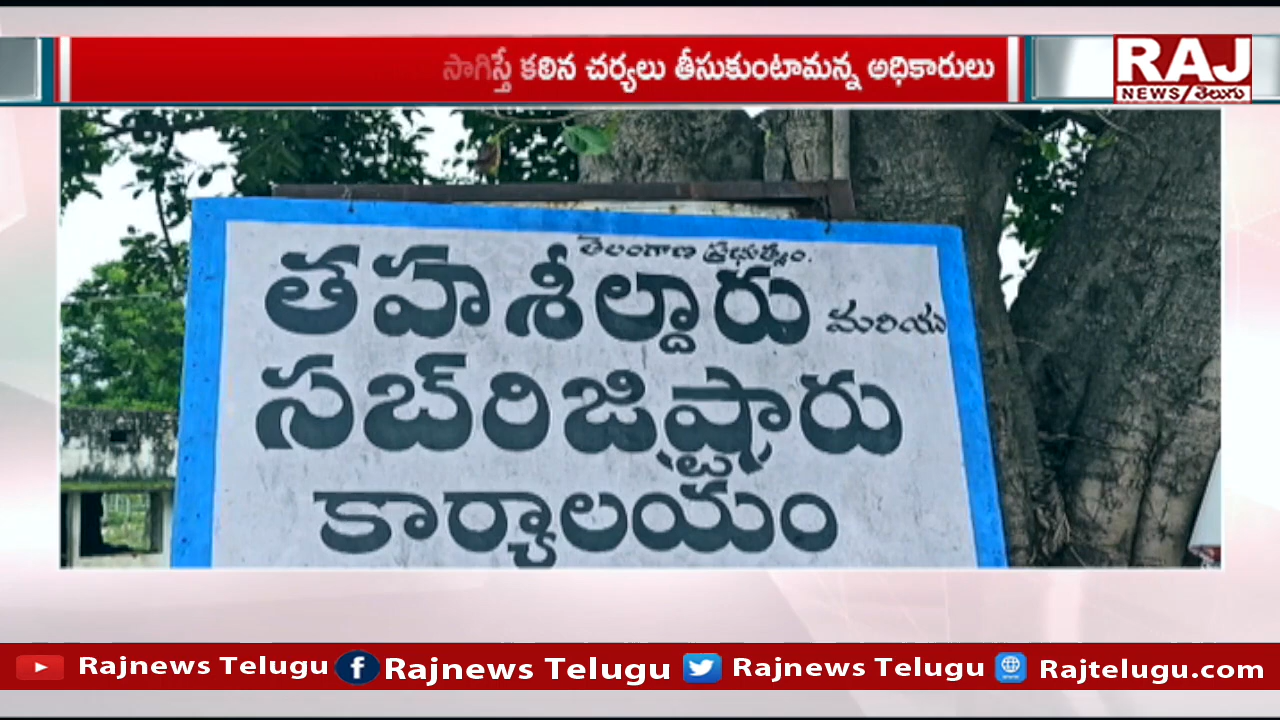 సాగిస్తే కఠిన చర్యలు తీసుకుంటామన్న అధికారులు
RAJ
NEWS తెలుగు
తెలంగాణ ప్రభుత్వం.
తహశీల్దారు మరియు
సబ్‌రిజిష్ట్రారు
కార్యాలయం
Rajnews Telugu Rajnews Telugu Rajnews Telugu Rajtelugu.com